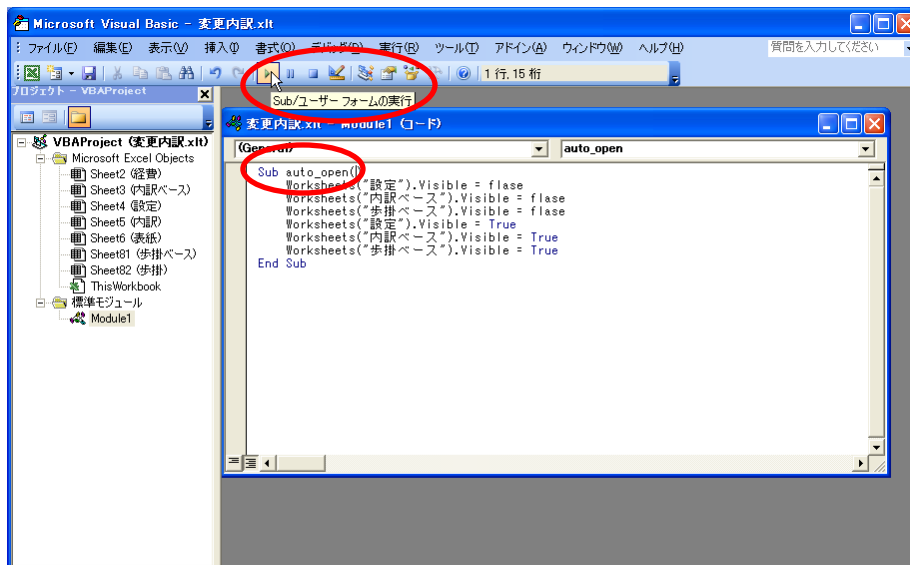 Microsoft Visual Basic - 変更内訳.xlt
ファイル(F) 編集(E) 表示(V) 挿入(I) 書式(O) デバッグ(D) 実行(R) ツール(T) アドイン(A) ウィンドウ(W) ヘルプ(H) 質問を入力してください
1 行, 15 桁
プロジェクト - VBAProject
Sub/ユーザー フォームの実行
変更内訳.xlt - Module1 (コード)
(General) auto_open
VBAProject (変更内訳.xlt)
Microsoft Excel Objects
Sheet2 (経費)
Sheet3 (内訳ベース)
Sheet4 (設定)
Sheet5 (内訳)
Sheet6 (表紙)
Sheet81 (歩掛ベース)
Sheet82 (歩掛)
ThisWorkbook
標準モジュール
Module1
Sub auto_open()
Worksheets("設定").Visible = flase
Worksheets("内訳ベース").Visible = flase
Worksheets("歩掛ベース").Visible = flase
Worksheets("設定").Visible = True
Worksheets("内訳ベース").Visible = True
Worksheets("歩掛ベース").Visible = True
End Sub